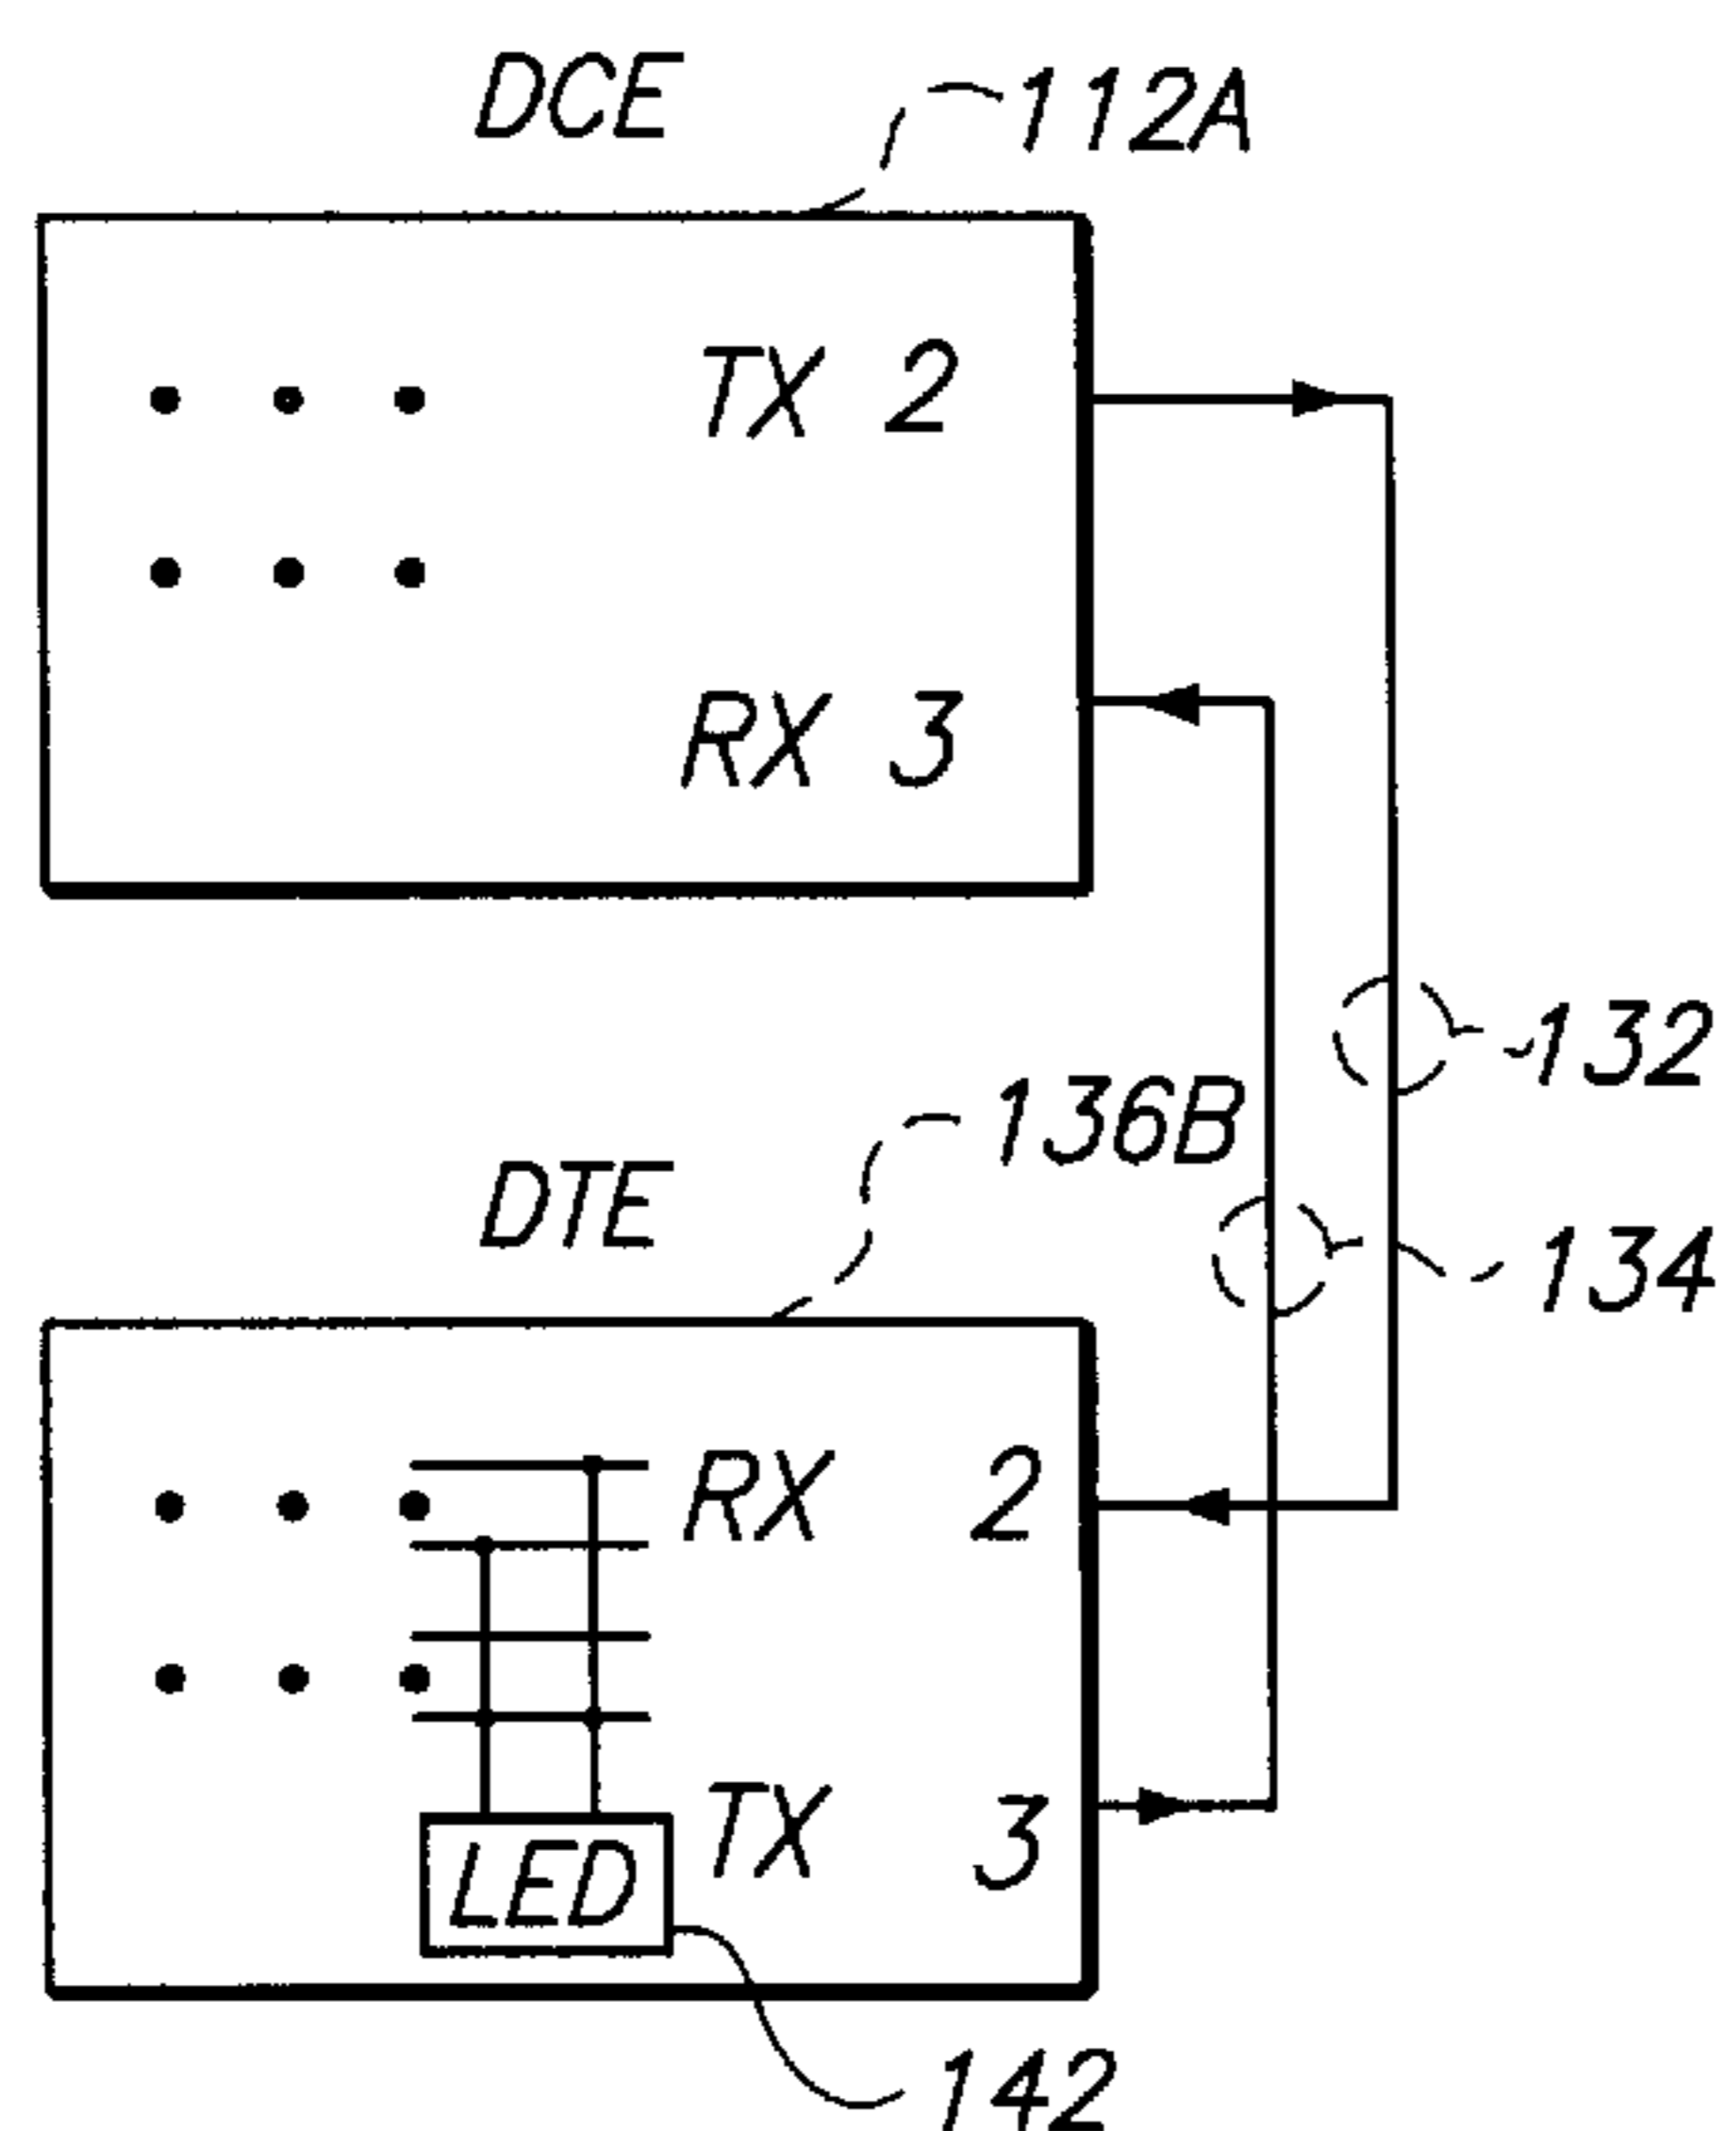 DCE
112A
TX 2
RX 3
132
136B
DTE
134
RX 2
TX 3
LED
142